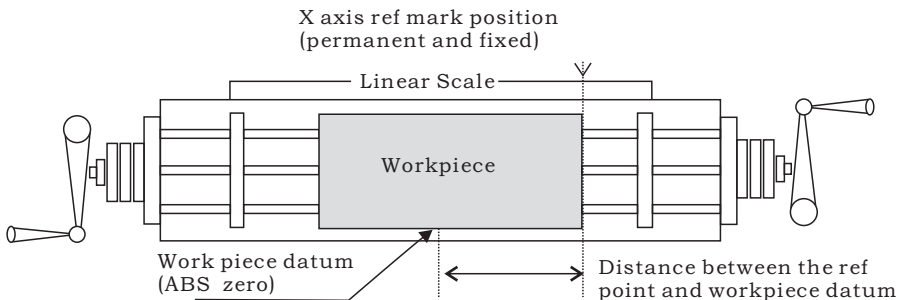 X axis ref mark position
(permanent and fixed)
Linear Scale
Workpiece
Work piece datum
(ABS zero)
Distance between the ref
point and workpiece datum